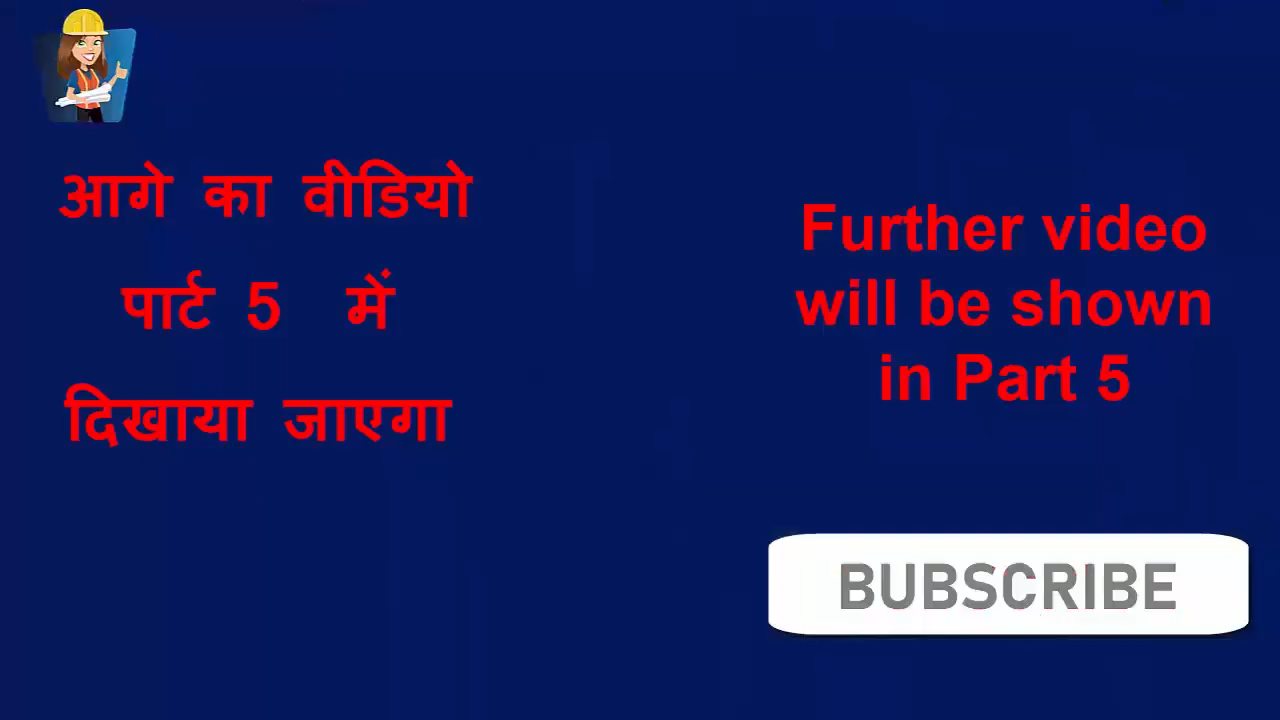 आगे का वीडियो
पार्ट 5 में
दिखाया जाएगा
Further video
will be shown
in Part 5
BUBSCRIBE